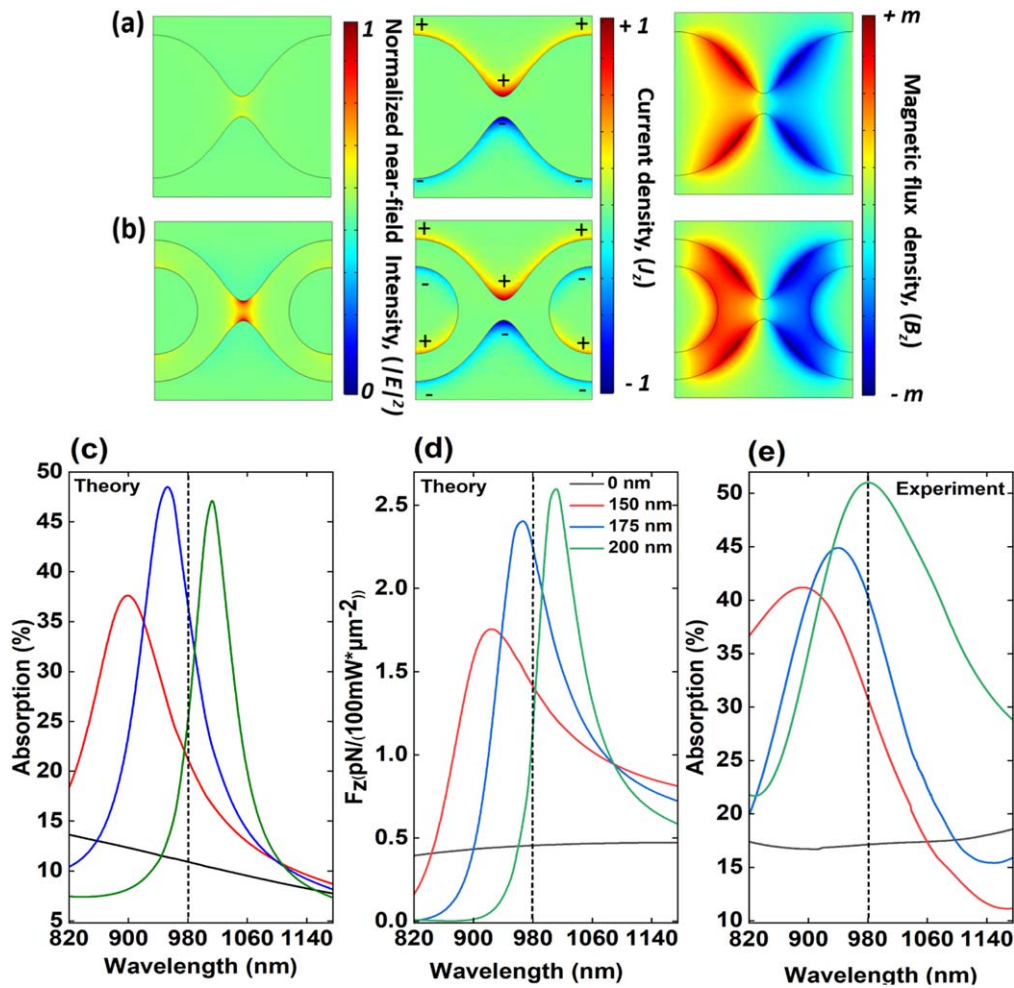 (a)
1
Normalized near-field Intensity, (|E|²)
0
+ + + - - -
+ 1
Current density, (Jz)
- 1
+ m
Magnetic flux density, (Bz)
- m
(b)
+ + + - - + + - - -
(c)
Theory
50
45
40
35
30
25
20
15
10
5
Absorption (%)
820 900 980 1060 1140
Wavelength (nm)
(d)
Theory
0 nm
150 nm
175 nm
200 nm
2.5
2.0
1.5
1.0
0.5
0.0
Fz(pN/(100mW*µm-2))
820 900 980 1060 1140
Wavelength (nm)
(e)
Experiment
50
45
40
35
30
25
20
15
10
Absorption (%)
820 900 980 1060 1140
Wavelength (nm)